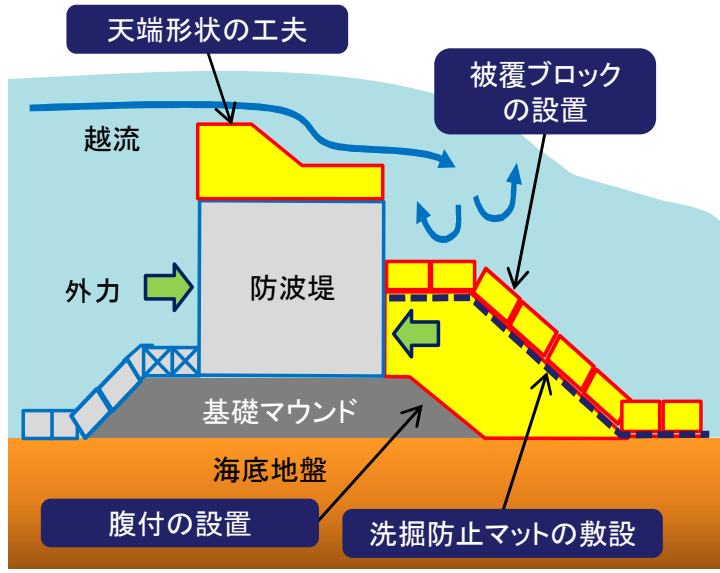 天端形状の工夫
被覆ブロック
の設置
越流
外力
防波堤
基礎マウンド
海底地盤
腹付の設置
洗掘防止マットの敷設